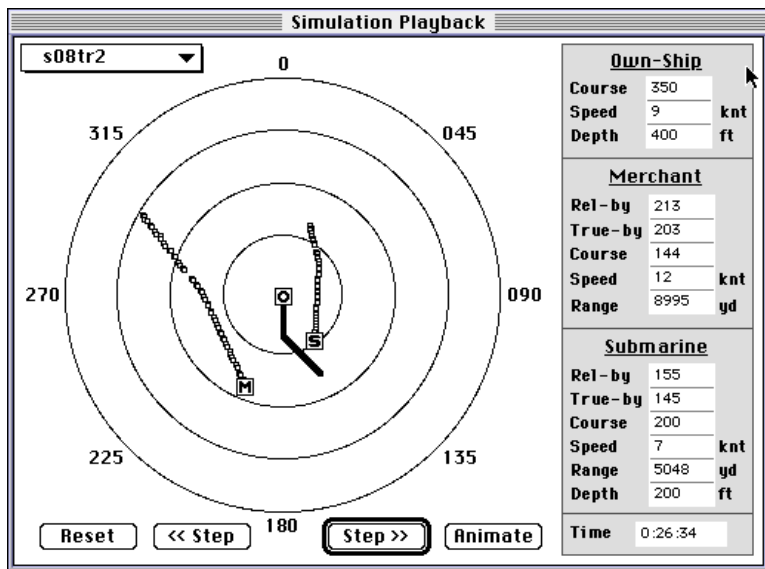 Simulation Playback
s08tr2
0
045
090
135
180
225
270
315
O
S
M
Reset
<< Step
Step >>
Animate
Own-Ship
Course 350
Speed 9 knt
Depth 400 ft
Merchant
Rel-by 213
True-by 203
Course 144
Speed 12 knt
Range 8995 yd
Submarine
Rel-by 155
True-by 145
Course 200
Speed 7 knt
Range 5048 yd
Depth 200 ft
Time 0:26:34